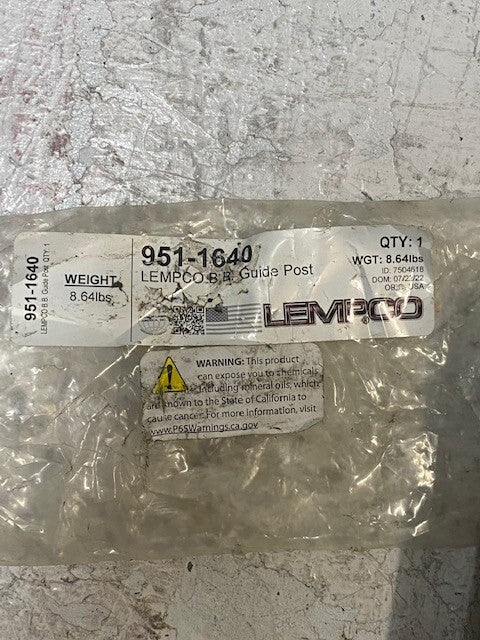 951-1640
LEMPCO B.B. Guide Post QTY: 1
WEIGHT
8.64lbs
951-1640
LEMPCO B.B. Guide Post
QTY: 1
WGT: 8.64lbs
ID: 7504618
DOM: 07/22/22
USA
LEMPCO
WARNING: This product
can expose you to chemicals
including mineral oils, which
are known to the State of California to
cause cancer. For more information, visit
www.P65Warnings.ca.gov